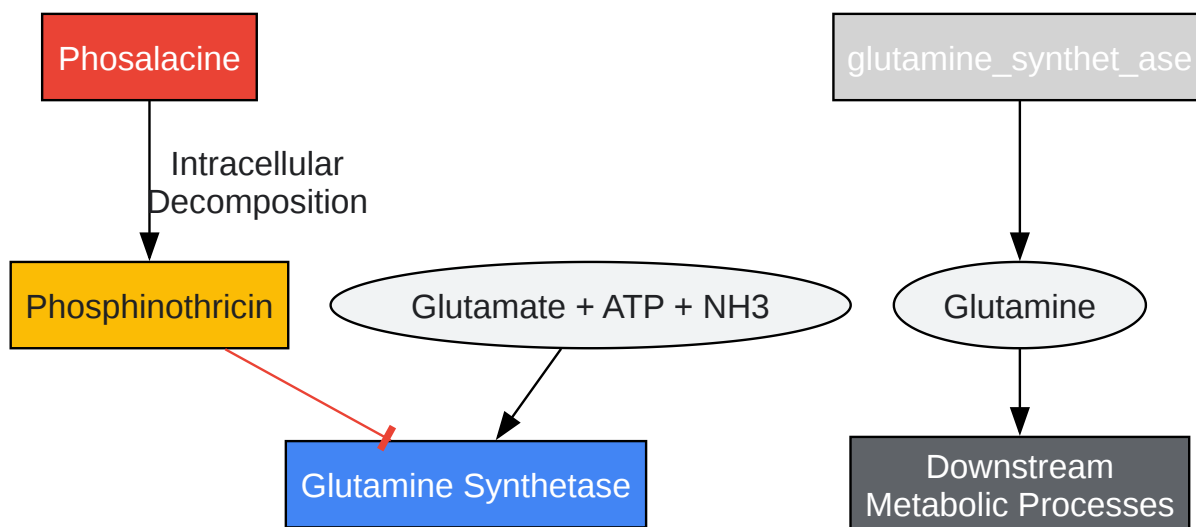 Phosalacine
glutamine_synthet_ase
Intracellular
Decomposition
Phosphinothricin
Glutamate + ATP + NH3
Glutamine
Glutamine Synthetase
Downstream
Metabolic Processes